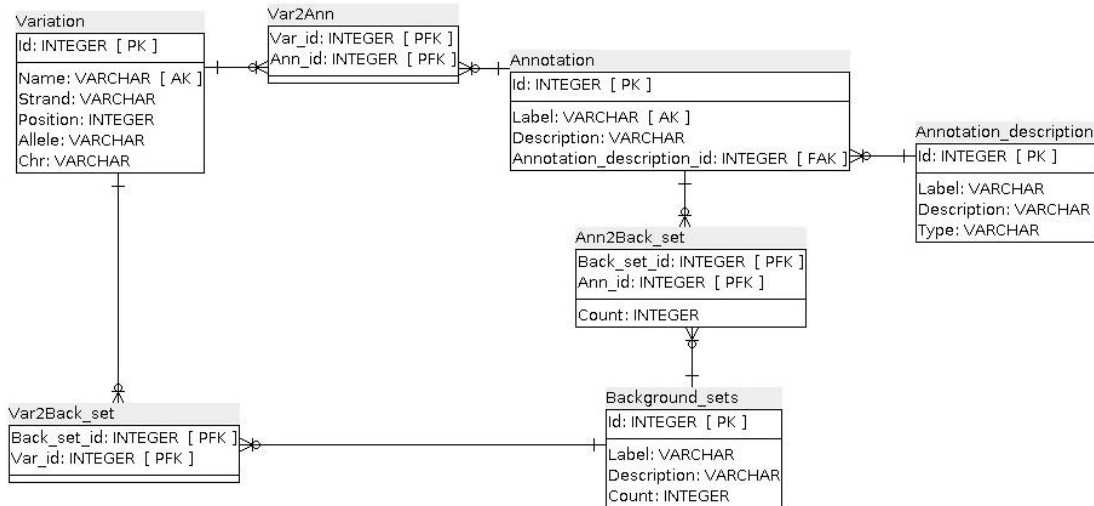 Variation
Id: INTEGER [ PK ]
Name: VARCHAR [ AK ]
Strand: VARCHAR
Position: INTEGER
Allele: VARCHAR
Chr: VARCHAR
Var2Ann
Var_id: INTEGER [ PFK ]
Ann_id: INTEGER [ PFK ]
Annotation
Id: INTEGER [ PK ]
Label: VARCHAR [ AK ]
Description: VARCHAR
Annotation_description_id: INTEGER [ FAK ]
Annotation_description
Id: INTEGER [ PK ]
Label: VARCHAR
Description: VARCHAR
Type: VARCHAR
Ann2Back_set
Back_set_id: INTEGER [ PFK ]
Ann_id: INTEGER [ PFK ]
Count: INTEGER
Var2Back_set
Back_set_id: INTEGER [ PFK ]
Var_id: INTEGER [ PFK ]
Background_sets
Id: INTEGER [ PK ]
Label: VARCHAR
Description: VARCHAR
Count: INTEGER